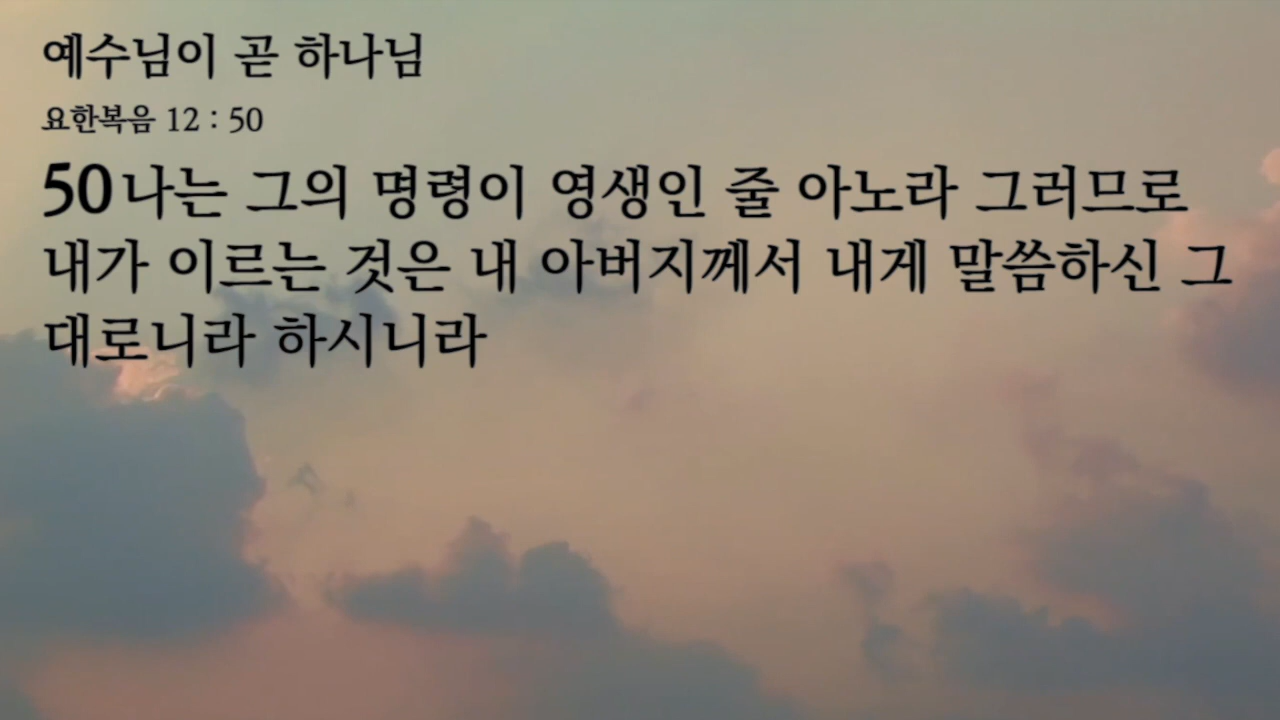 예수님이 곧 하나님
요한복음 12 : 50
50나는 그의 명령이 영생인 줄 아노라 그러므로
내가 이르는 것은 내 아버지께서 내게 말씀하신 그
대로니라 하시니라